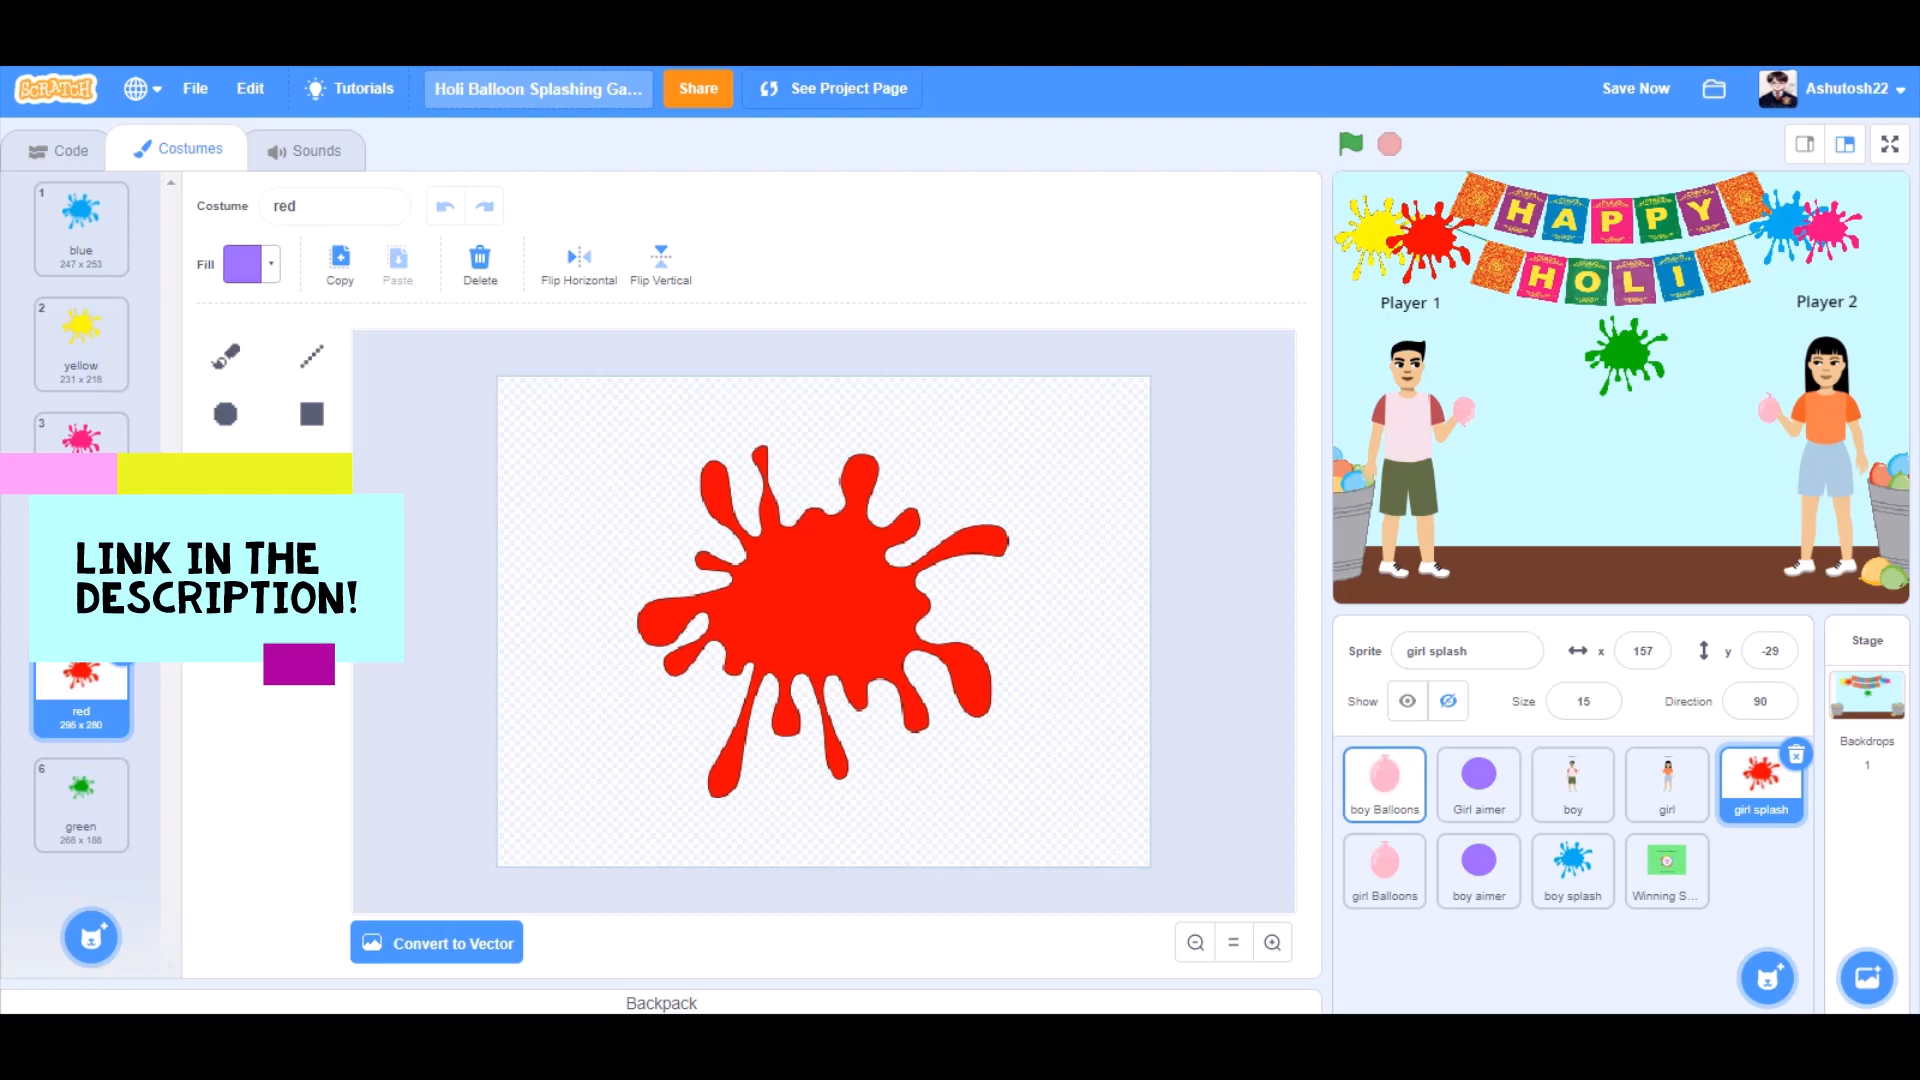 SCRATCH
File
Edit
Tutorials
Holi Balloon Splashing Ga...
Share
See Project Page
Save Now
Ashutosh22
Code
Costumes
Sounds
1
blue
247 x 253
2
yellow
231 x 218
3
red
295 x 280
6
green
268 x 188
Costume
red
Fill
Copy
Paste
Delete
Flip Horizontal
Flip Vertical
LINK IN THE
DESCRIPTION!
Convert to Vector
Backpack
HAPPY
HOLI
Player 1
Player 2
Sprite
girl splash
x
157
y
-29
Show
Size
15
Direction
90
boy Balloons
Girl aimer
boy
girl
girl splash
girl Balloons
boy aimer
boy splash
Winning S...
Stage
Backdrops
1